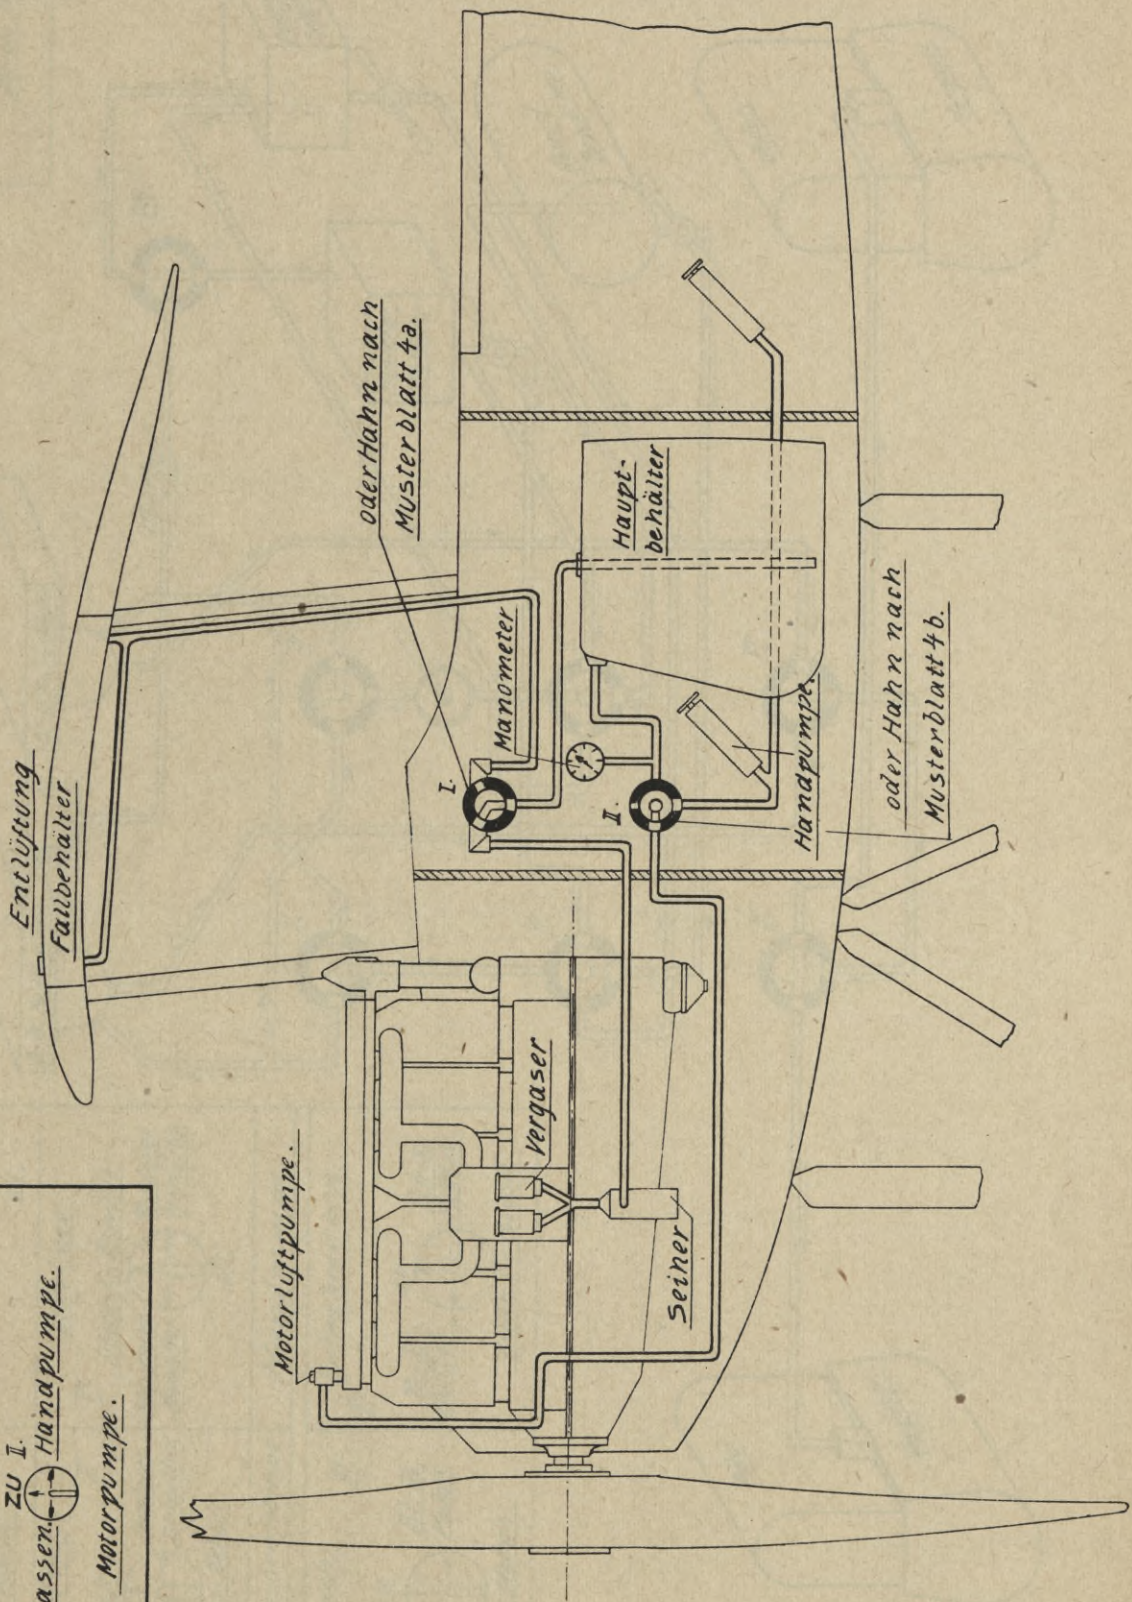 Entlüftung
Fallbehälter
oder Hahn nach
Musterblatt 4a.
I.
Manometer
Haupt-
behälter
II.
Handpumpe.
oder Hahn nach
Musterblatt 4b.
Motorluftpumpe.
Vergaser
Seiner
ZU II.
assen. Handpumpe.
Motorpumpe.